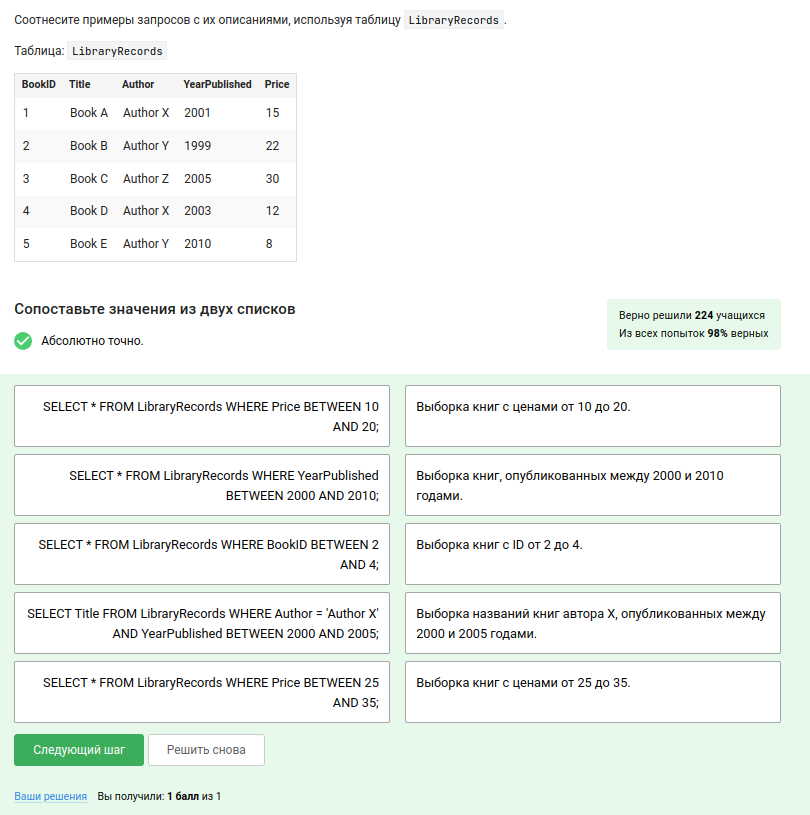 Соотнесите примеры запросов с их описаниями, используя таблицу LibraryRecords .
Таблица: LibraryRecords
BookID Title Author YearPublished Price
1 Book A Author X 2001 15
2 Book B Author Y 1999 22
3 Book C Author Z 2005 30
4 Book D Author X 2003 12
5 Book E Author Y 2010 8
Сопоставьте значения из двух списков
Абсолютно точно.
Верно решили 224 учащихся
Из всех попыток 98% верных
SELECT * FROM LibraryRecords WHERE Price BETWEEN 10
AND 20;
Выборка книг с ценами от 10 до 20.
SELECT * FROM LibraryRecords WHERE YearPublished
BETWEEN 2000 AND 2010;
Выборка книг, опубликованных между 2000 и 2010
годами.
SELECT * FROM LibraryRecords WHERE BookID BETWEEN 2
AND 4;
Выборка книг с ID от 2 до 4.
SELECT Title FROM LibraryRecords WHERE Author = 'Author X'
AND YearPublished BETWEEN 2000 AND 2005;
Выборка названий книг автора X, опубликованных между
2000 и 2005 годами.
SELECT * FROM LibraryRecords WHERE Price BETWEEN 25
AND 35;
Выборка книг с ценами от 25 до 35.
Следующий шаг
Решить снова
Ваши решения Вы получили: 1 балл из 1